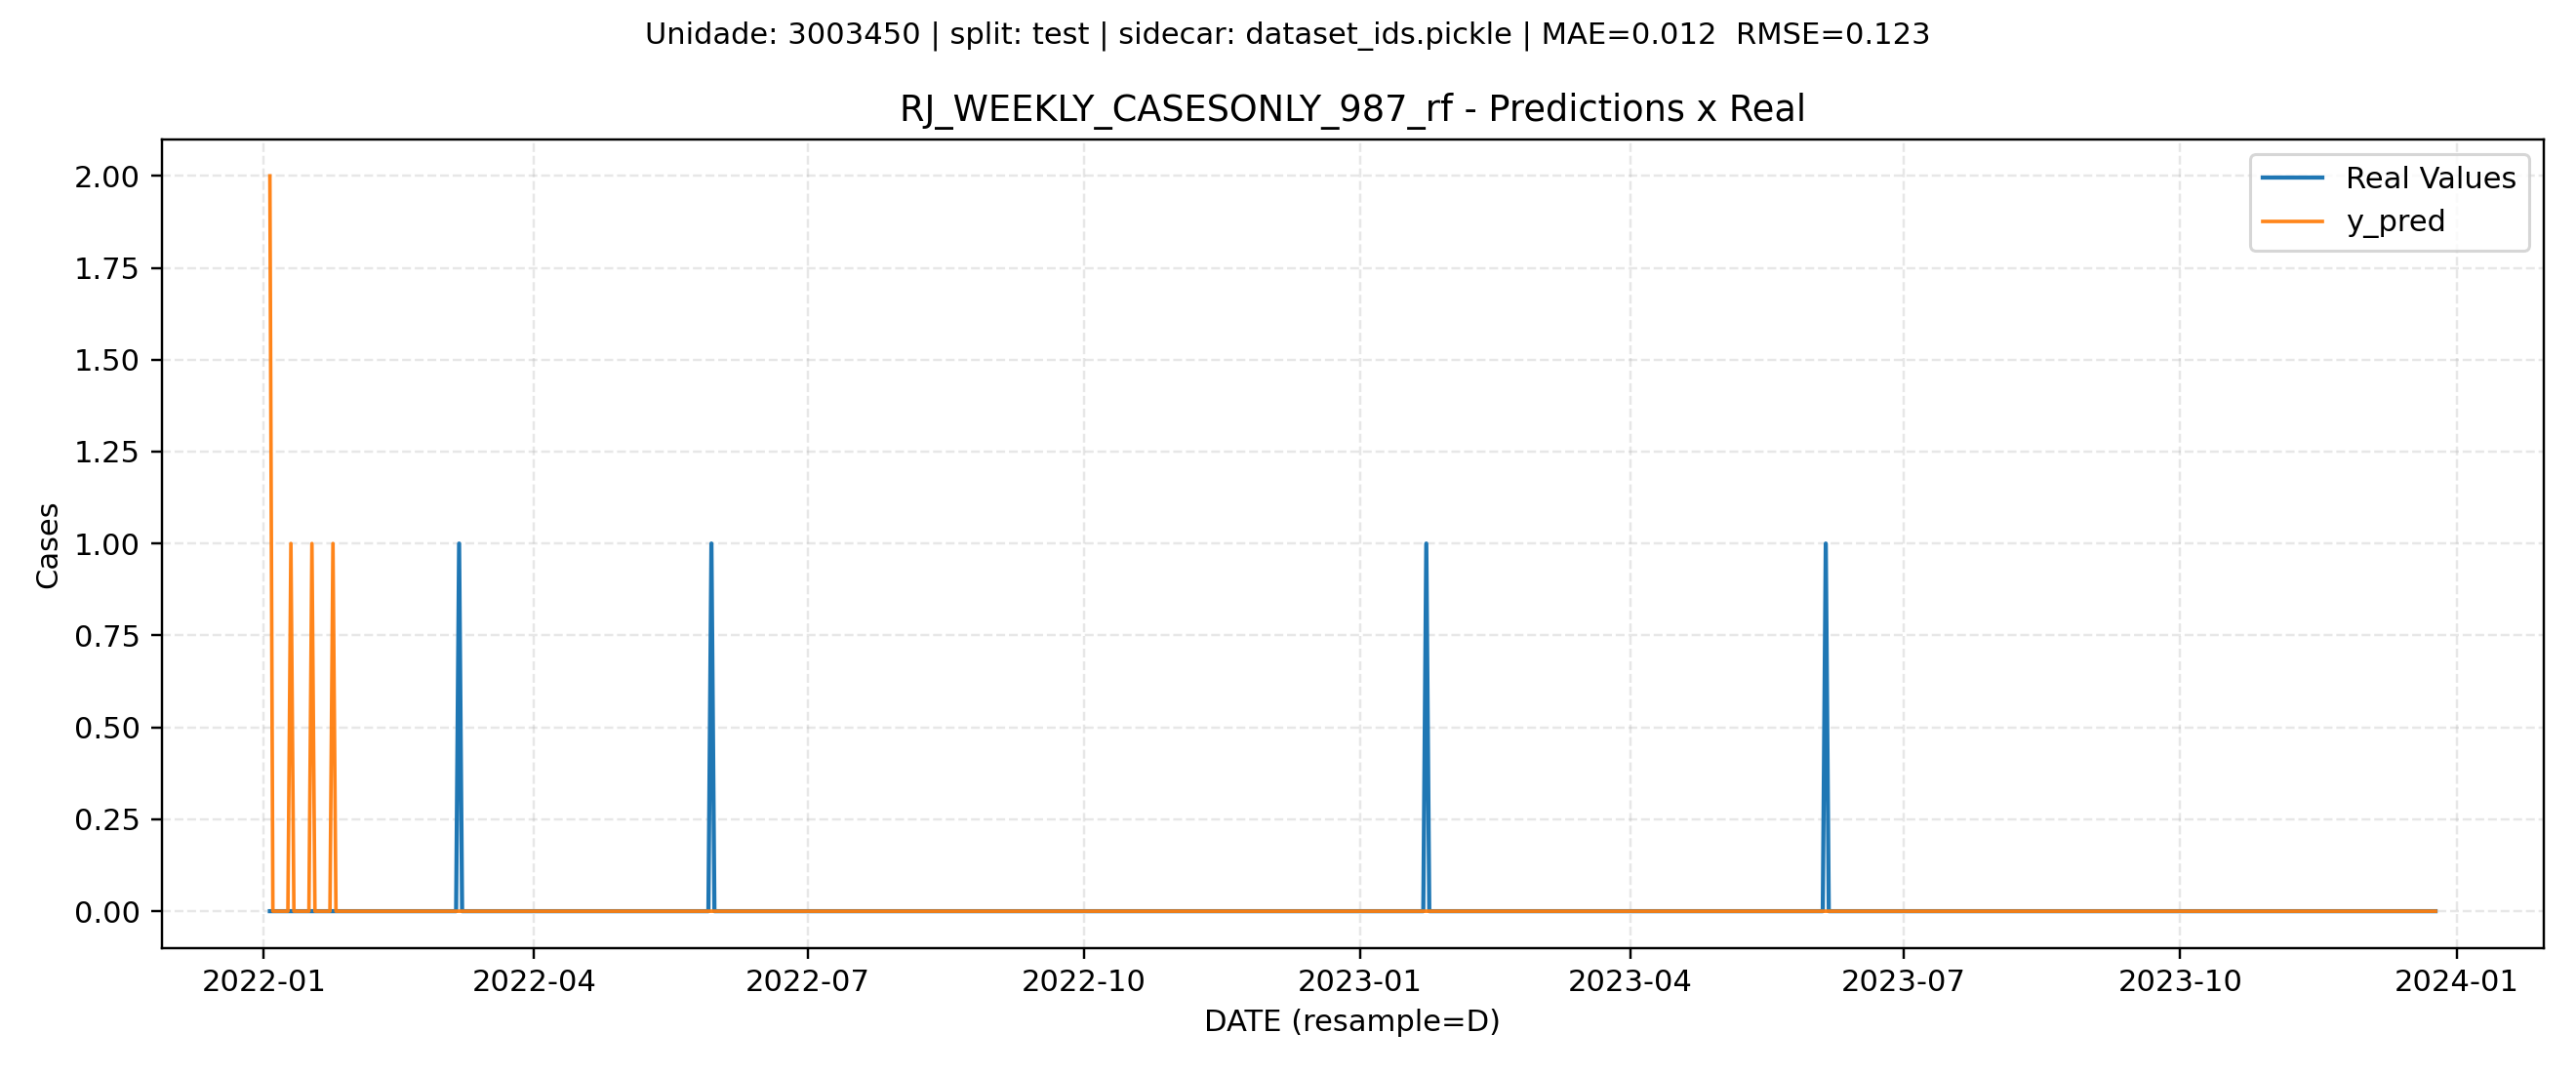 Unidade: 3003450 | split: test | sidecar: dataset_ids.pickle | MAE=0.012  RMSE=0.123
RJ_WEEKLY_CASESONLY_987_rf - Predictions x Real
Real Values
y_pred
Cases
2.00
1.75
1.50
1.25
1.00
0.75
0.50
0.25
0.00
2022-01 2022-04 2022-07 2022-10 2023-01 2023-04 2023-07 2023-10 2024-01
DATE (resample=D)